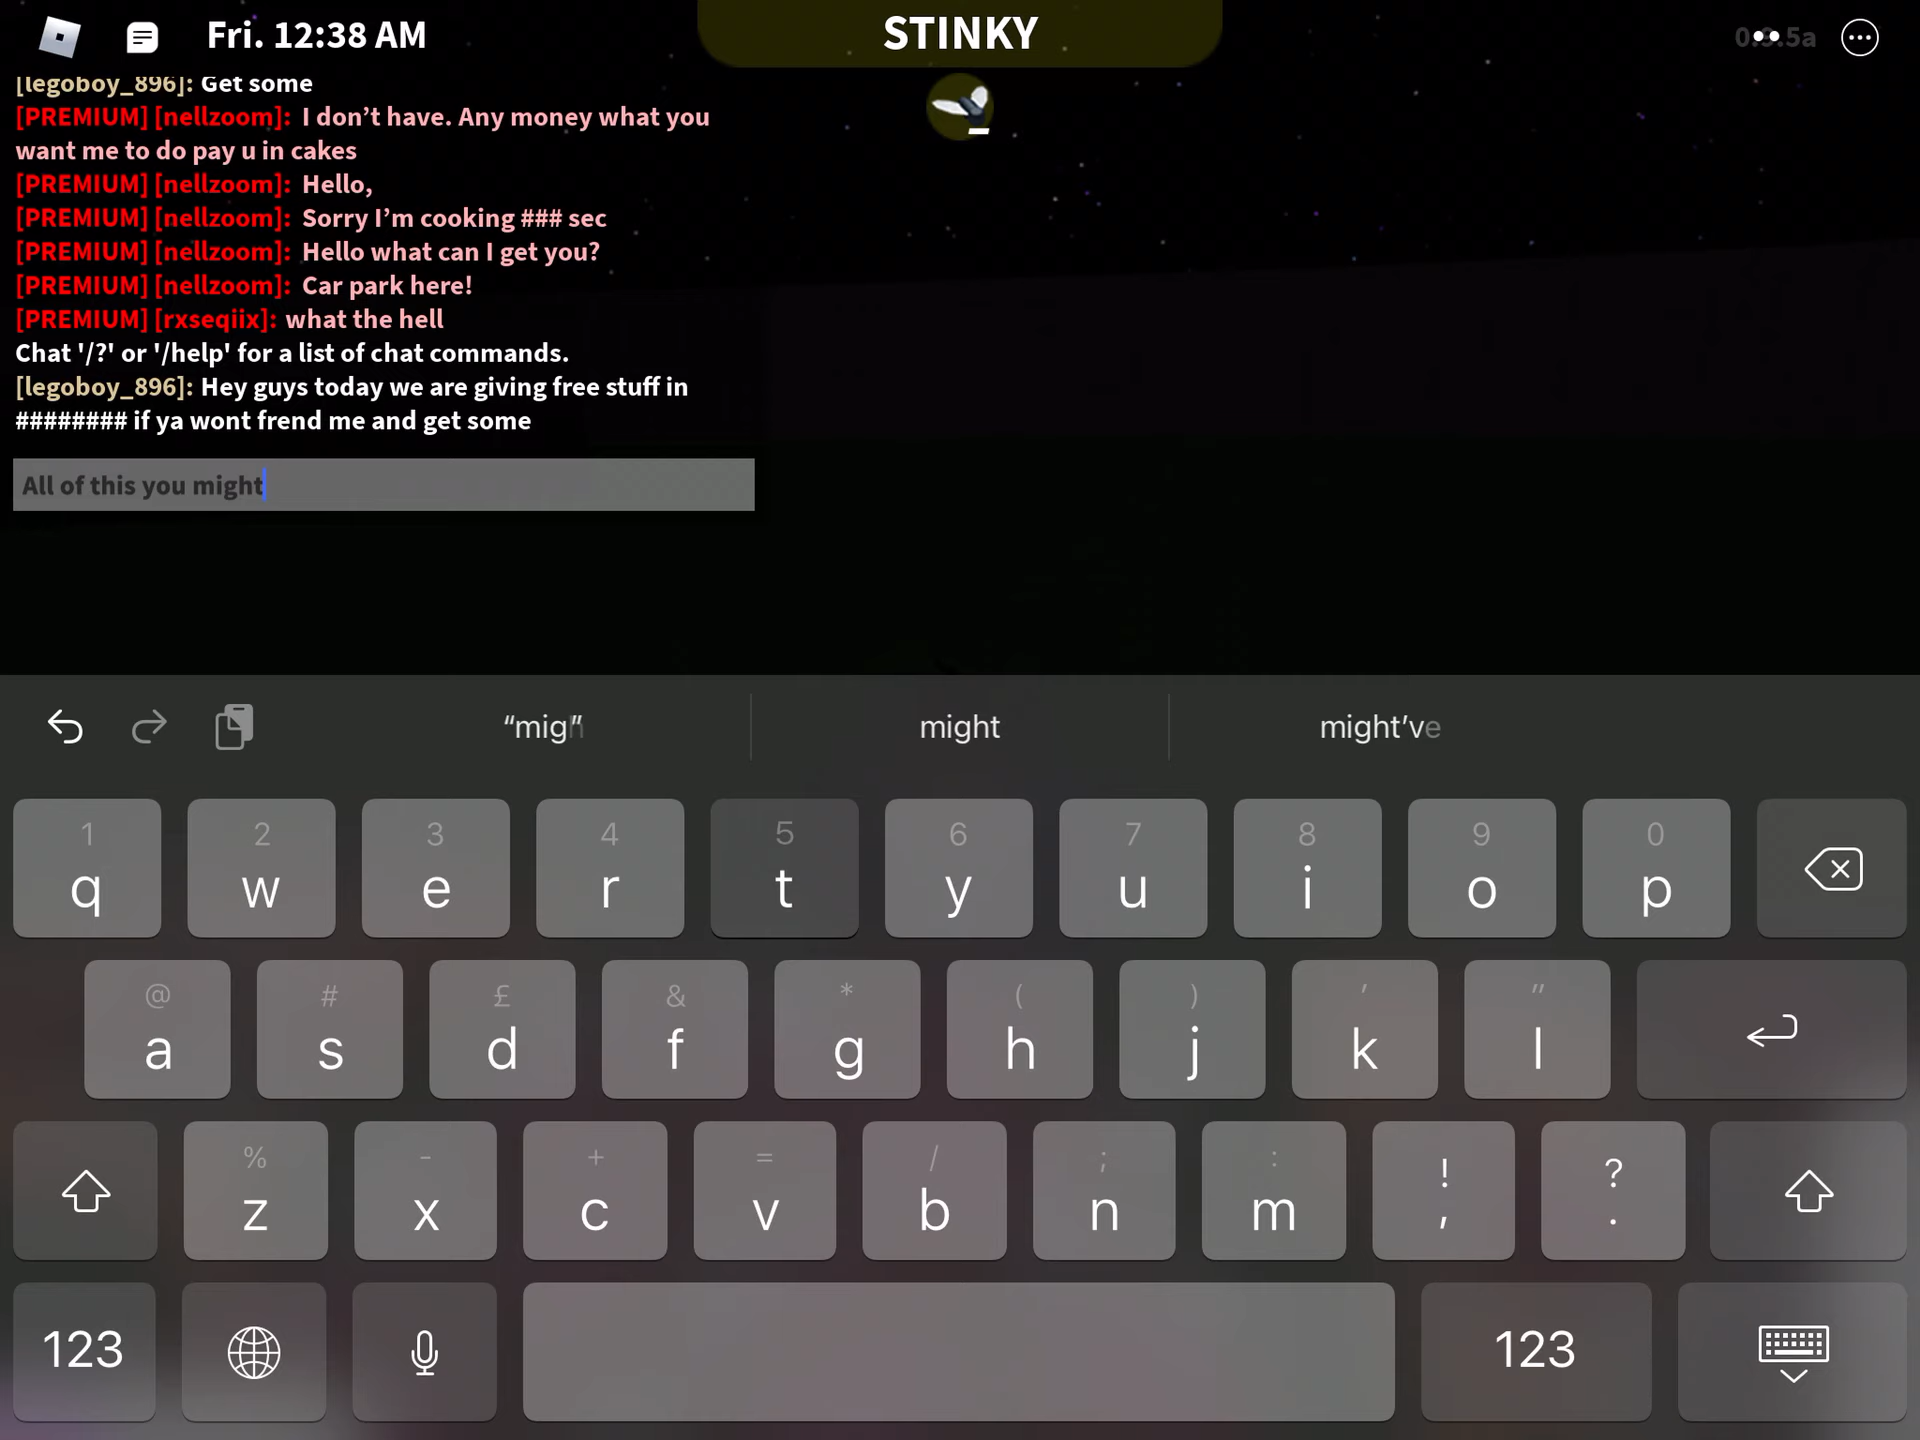 Fri. 12:38 AM
STINKY
[legoboy_896]: Get some
[PREMIUM] [nellzoom]: I don’t have. Any money what you
want me to do pay u in cakes
[PREMIUM] [nellzoom]: Hello,
[PREMIUM] [nellzoom]: Sorry I’m cooking ### sec
[PREMIUM] [nellzoom]: Hello what can I get you?
[PREMIUM] [nellzoom]: Car park here!
[PREMIUM] [rxseqiix]: what the hell
Chat '/?' or '/help' for a list of chat commands.
[legoboy_896]: Hey guys today we are giving free stuff in
######## if ya wont frend me and get some
All of this you might
“mig” might might’ve
1 2 3 4 5 6 7 8 9 0
q w e r t y u i o p
@ # £ & * ( ) ' "
a s d f g h j k l
% - + = / ; : ! ?
z x c v b n m , .
123 123